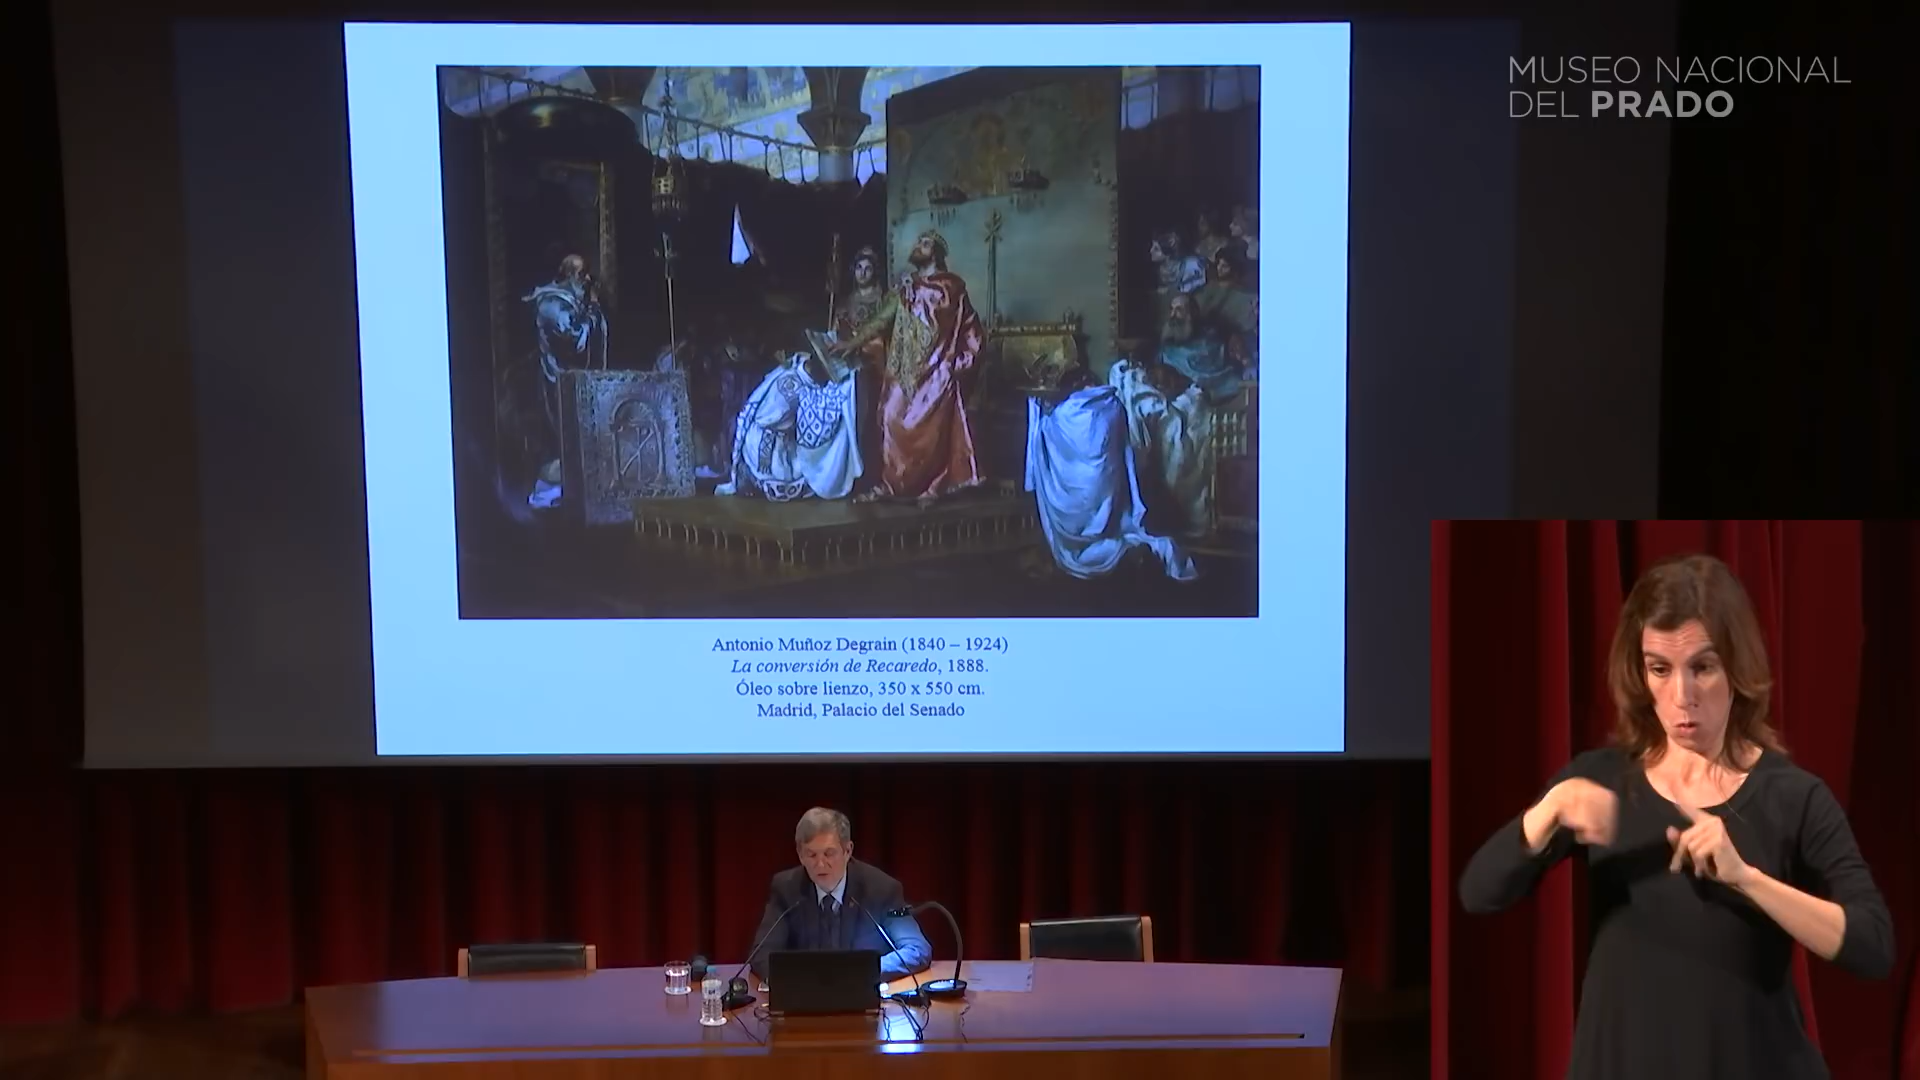 MUSEO NACIONAL
DEL PRADO
Antonio Muñoz Degrain (1840 – 1924)
La conversión de Recaredo, 1888.
Óleo sobre lienzo, 350 x 550 cm.
Madrid, Palacio del Senado